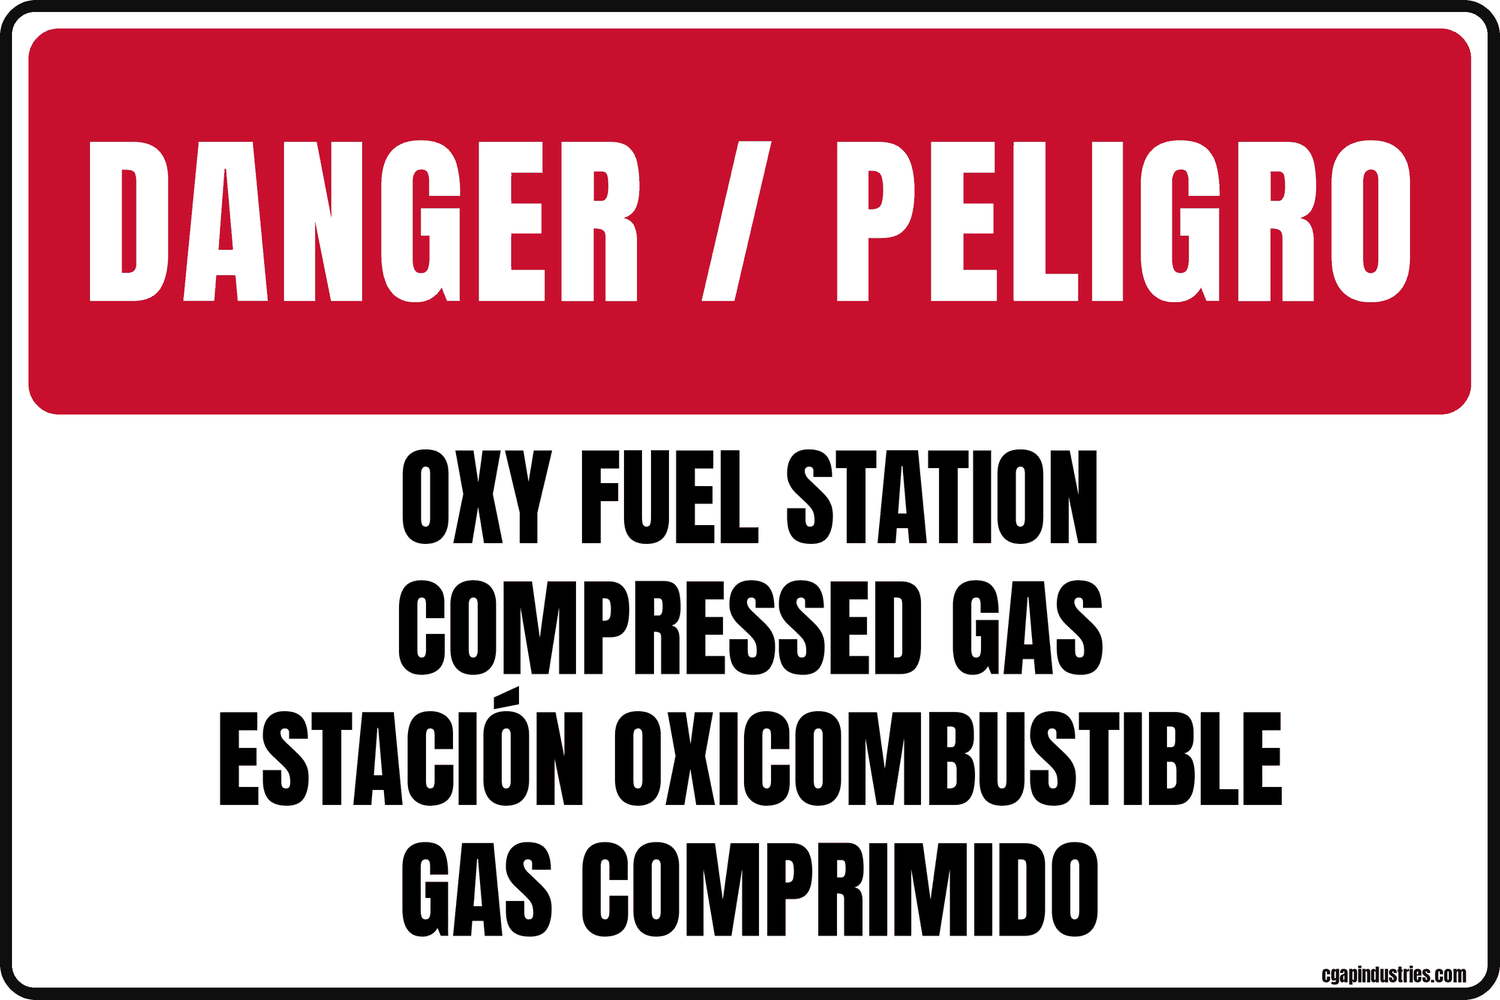 DANGER / PELIGRO
OXY FUEL STATION
COMPRESSED GAS
ESTACIÓN OXICOMBUSTIBLE
GAS COMPRIMIDO
cgapindustries.com